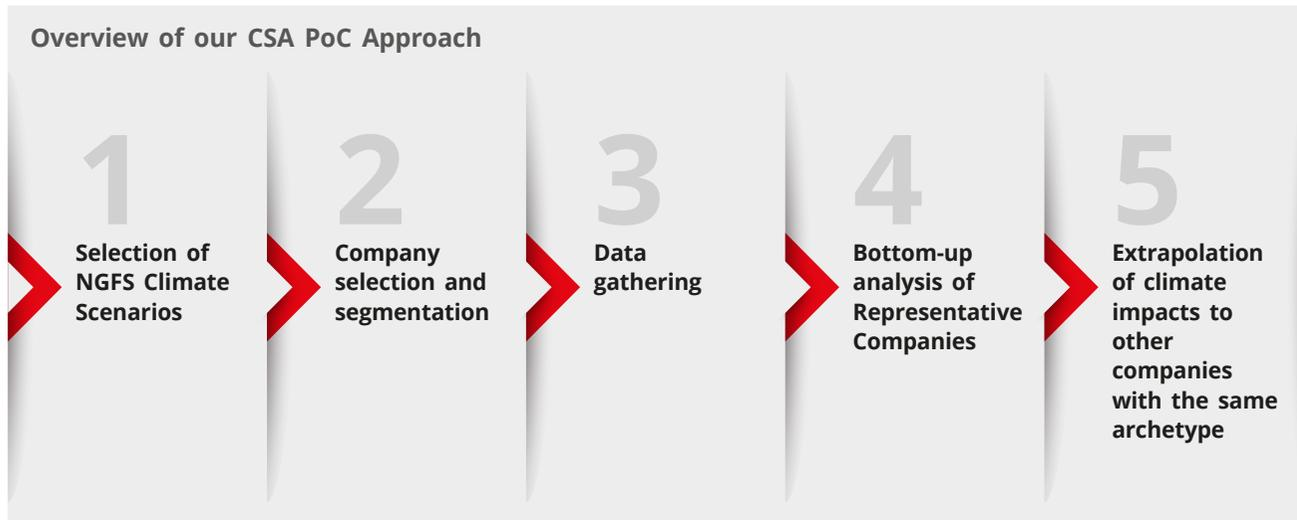 Overview of our CSA PoC Approach
1
Selection of
NGFS Climate
Scenarios
2
Company
selection and
segmentation
3
Data
gathering
4
Bottom-up
analysis of
Representative
Companies
5
Extrapolation
of climate
impacts to
other
companies
with the same
archetype